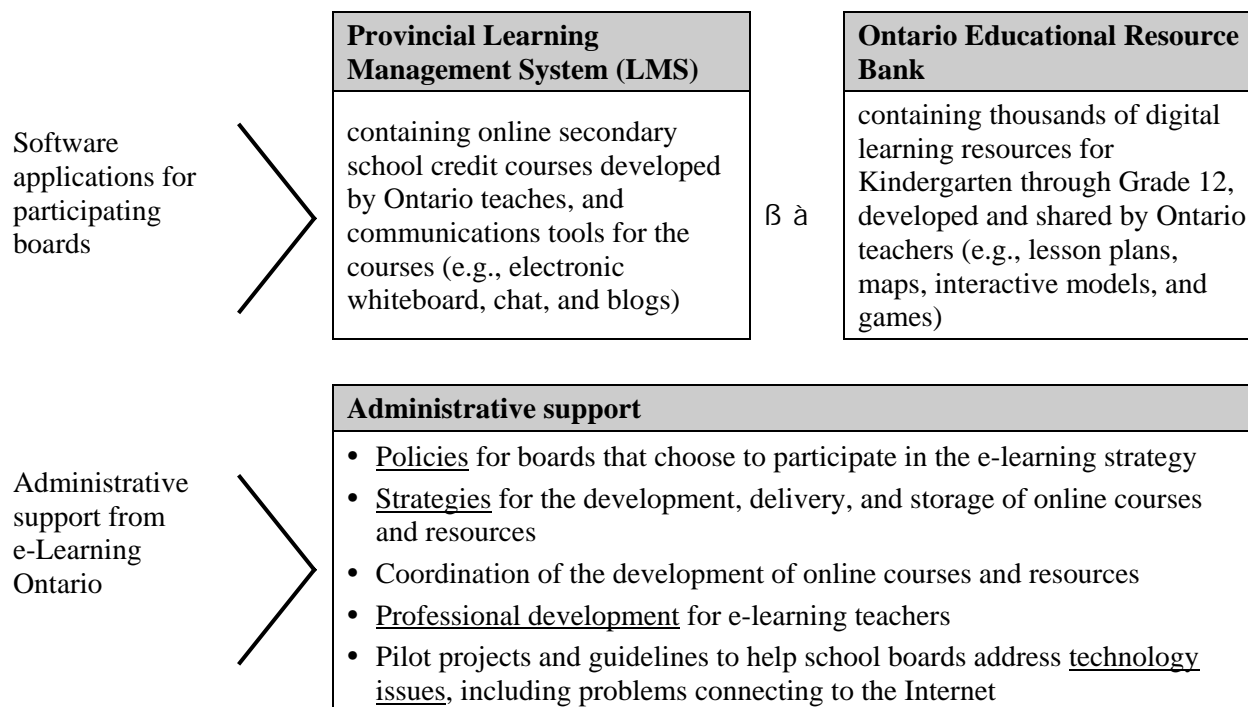 Software
applications for
participating
boards
Provincial Learning
Management System (LMS)
containing online secondary
school credit courses developed
by Ontario teaches, and
communications tools for the
courses (e.g., electronic
whiteboard, chat, and blogs)
ß à
Ontario Educational Resource
Bank
containing thousands of digital
learning resources for
Kindergarten through Grade 12,
developed and shared by Ontario
teachers (e.g., lesson plans,
maps, interactive models, and
games)
Administrative
support from
e-Learning
Ontario
Administrative support
• Policies for boards that choose to participate in the e-learning strategy
• Strategies for the development, delivery, and storage of online courses
and resources
• Coordination of the development of online courses and resources
• Professional development for e-learning teachers
• Pilot projects and guidelines to help school boards address technology
issues, including problems connecting to the Internet